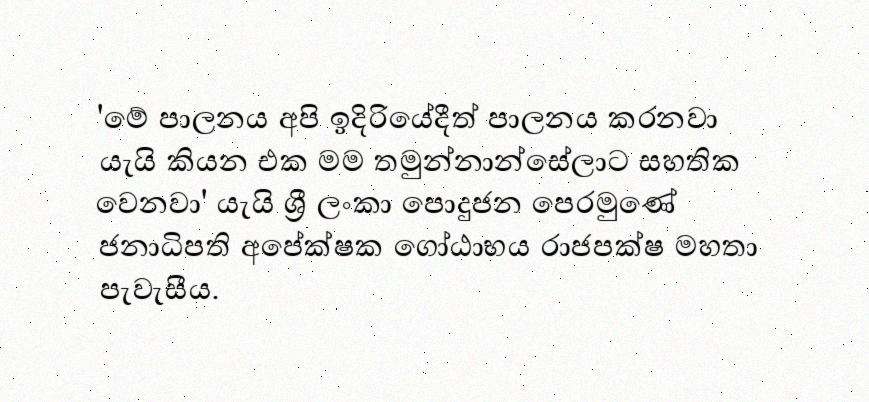 'මේ පාලනය අපි ඉදිරියේදීත් පාලනය කරනවා
යැයි කියන එක මම තමුන්නාන්සේලාට සහතික
වෙනවා' යැයි ශ්‍රී ලංකා පොදුජන පෙරමුණේ
ජනාධිපති අපේක්ෂක ගෝඨාභය රාජපක්ෂ මහතා
පැවැසීය.